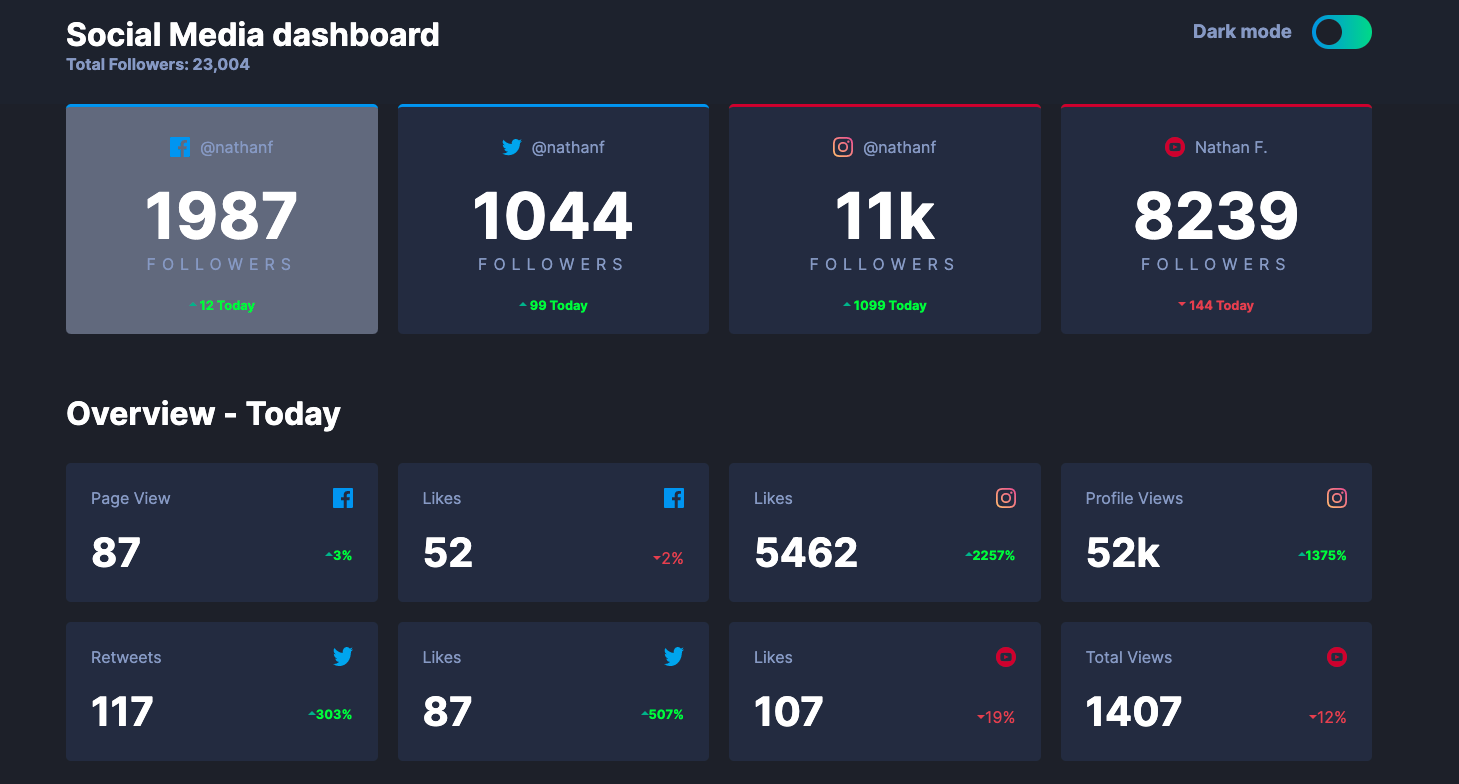 Social Media dashboard
Total Followers: 23,004
Dark mode
@nathanf
1987
FOLLOWERS
12 Today
@nathanf
1044
FOLLOWERS
99 Today
@nathanf
11k
FOLLOWERS
1099 Today
Nathan F.
8239
FOLLOWERS
144 Today
Overview - Today
Page View
87
3%
Likes
52
2%
Likes
5462
2257%
Profile Views
52k
1375%
Retweets
117
303%
Likes
87
507%
Likes
107
19%
Total Views
1407
12%